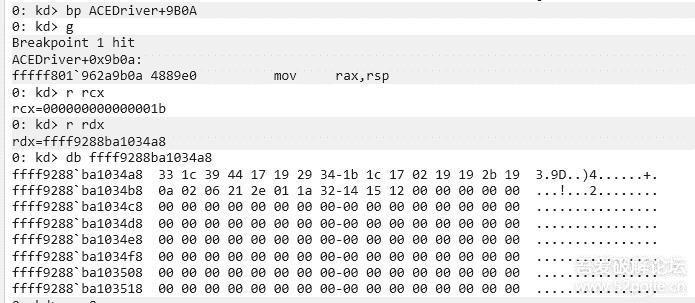 0: kd> bp ACEDriver+9B0A
0: kd> g
Breakpoint 1 hit
ACEDriver+0x9b0a:
fffff801`962a9b0a 4889e0          mov     rax,rsp
0: kd> r rcx
rcx=000000000000001b
0: kd> r rdx
rdx=ffff9288ba1034a8
0: kd> db ffff9288ba1034a8
ffff9288`ba1034a8  33 1c 39 44 17 19 29 34-1b 1c 17 02 19 19 2b 19  3.9D..)4......+.
ffff9288`ba1034b8  0a 02 06 21 2e 01 1a 32-14 15 12 00 00 00 00 00  ...!...2........
ffff9288`ba1034c8  00 00 00 00 00 00 00 00-00 00 00 00 00 00 00 00  ................
ffff9288`ba1034d8  00 00 00 00 00 00 00 00-00 00 00 00 00 00 00 00  ................
ffff9288`ba1034e8  00 00 00 00 00 00 00 00-00 00 00 00 00 00 00 00  ................
ffff9288`ba1034f8  00 00 00 00 00 00 00 00-00 00 00 00 00 00 00 00  ................
ffff9288`ba103508  00 00 00 00 00 00 00 00-00 00 00 00 00 00 00 00  ................
ffff9288`ba103518  00 00 00 00 00 00 00 00-00 00 00 00 00 00 00 00  ................
吾爱破解论坛
www.52pojie.cn